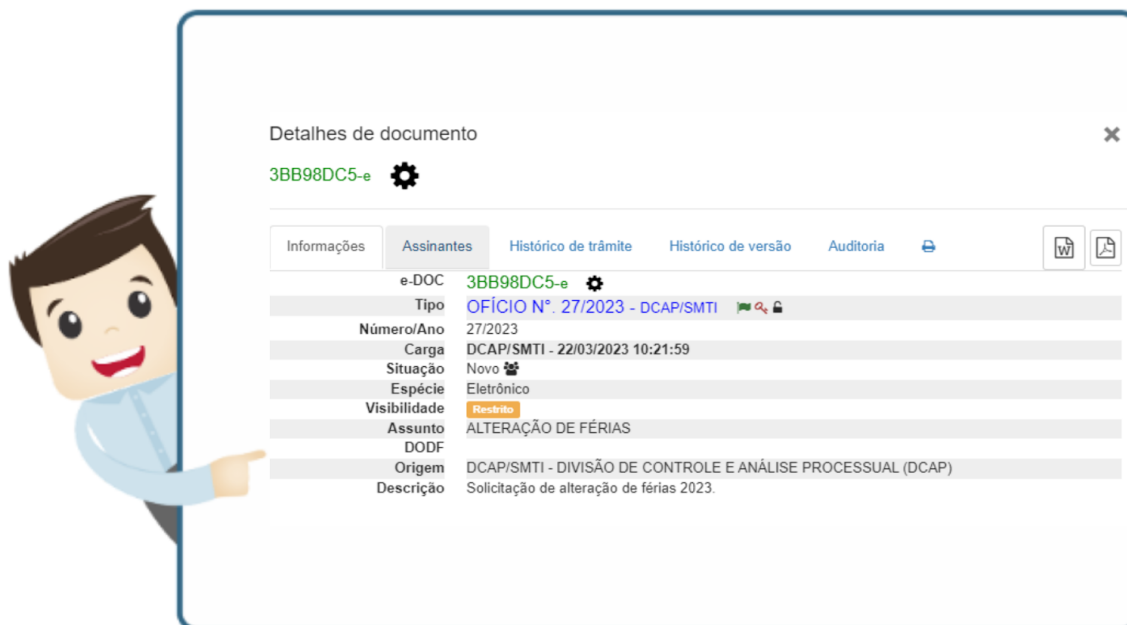 Detalhes de documento
3BB98DC5-e
Informações Assinantes Histórico de trâmite Histórico de versão Auditoria
e-DOC 3BB98DC5-e
Tipo OFÍCIO N°. 27/2023 - DCAP/SMTI
Número/Ano 27/2023
Carga DCAP/SMTI - 22/03/2023 10:21:59
Situação Novo
Espécie Eletrônico
Visibilidade Restrito
Assunto ALTERAÇÃO DE FÉRIAS
DODF
Origem DCAP/SMTI - DIVISÃO DE CONTROLE E ANÁLISE PROCESSUAL (DCAP)
Descrição Solicitação de alteração de férias 2023.